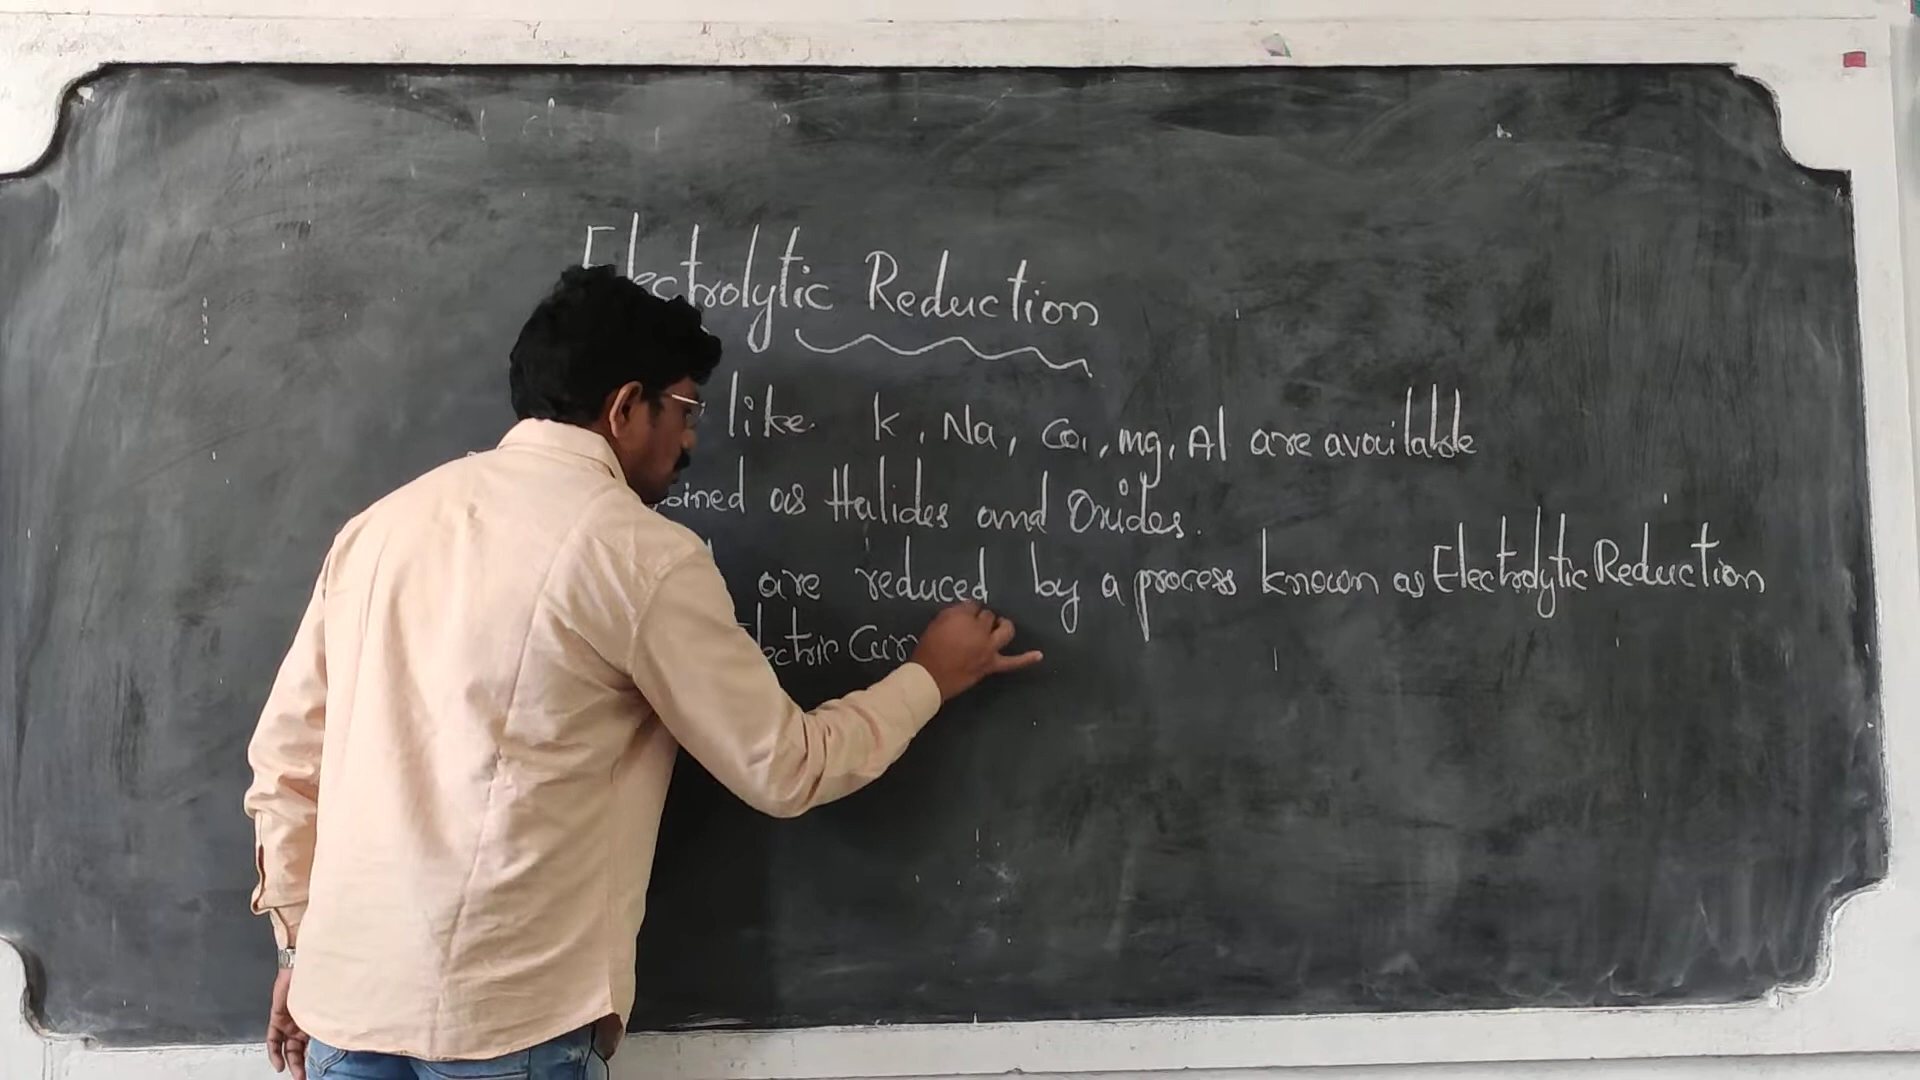 Electrolytic Reduction
like K, Na, Ca, mg, Al are available
as Halides and Oxides.
are reduced by a process known as Electrolytic Reduction
Electric